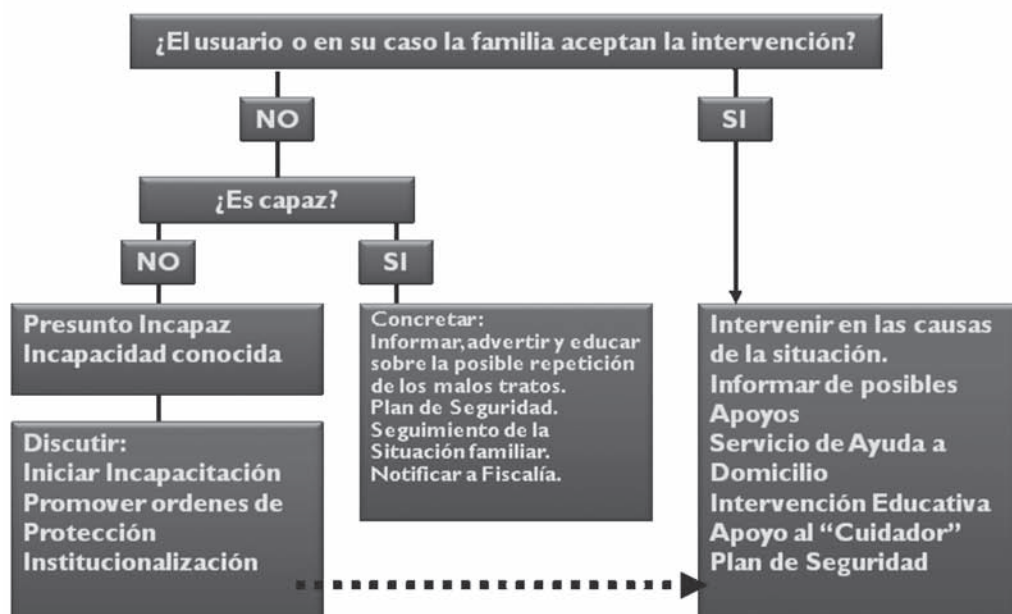 ¿El usuario o en su caso la familia aceptan la intervención?
NO
SI
¿Es capaz?
NO
SI
Presunto Incapaz
Incapacidad conocida
Concretar:
Informar, advertir y educar
sobre la posible repetición
de los malos tratos.
Plan de Seguridad.
Seguimiento de la
Situación familiar.
Notificar a Fiscalía.
Discutir:
Iniciar Incapacitación
Promover ordenes de
Protección
Institucionalización
Intervenir en las causas
de la situación.
Informar de posibles
Apoyos
Servicio de Ayuda a
Domicilio
Intervención Educativa
Apoyo al “Cuidador”
Plan de Seguridad